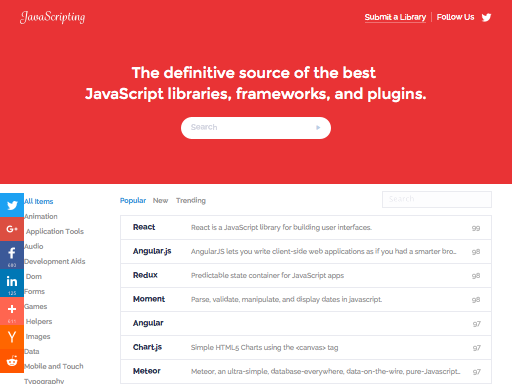 JavaScripting
Submit a Library
Follow Us
The definitive source of the best
JavaScript libraries, frameworks, and plugins.
Search
All Items
Animation
Application Tools
Audio
Development Aids
Dom
Forms
Games
Helpers
Images
Data
Mobile and Touch
Typography
Popular New Trending
Search
React React is a JavaScript library for building user interfaces. 99
Angular.js AngularJS lets you write client-side web applications as if you had a smarter bro... 98
Redux Predictable state container for JavaScript apps 98
Moment Parse, validate, manipulate, and display dates in javascript. 98
Angular 97
Chart.js Simple HTML5 Charts using the <canvas> tag 97
Meteor Meteor, an ultra-simple, database-everywhere, data-on-the-wire, pure-Javascript... 97